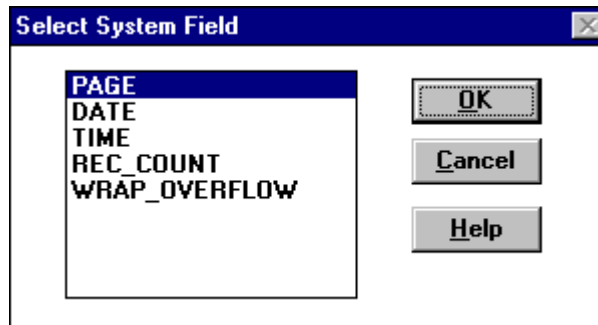 Select System Field
PAGE
DATE
TIME
REC_COUNT
WRAP_OVERFLOW
OK
Cancel
Help